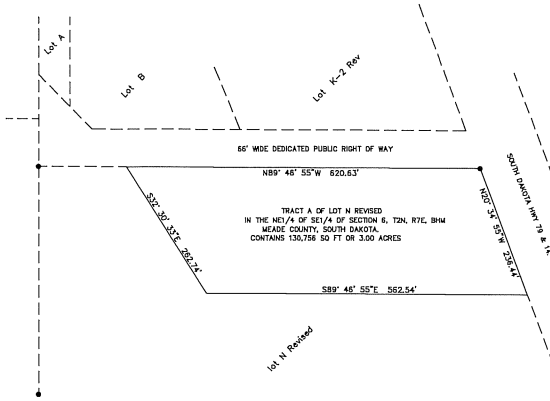 Lot A
Lot B
Lot K-2 Rev
66' WIDE DEDICATED PUBLIC RIGHT OF WAY
N89° 46' 55"W 620.63'
SOUTH DAKOTA HWY 79 & 14.
S32° 30' 33"E 262.74'
N20° 34' 55"W 236.44'
TRACT A OF LOT N REVISED
IN THE NE1/4 OF SE1/4 OF SECTION 6, T2N, R7E, BHM
MEADE COUNTY, SOUTH DAKOTA.
CONTAINS 130,756 SQ FT OR 3.00 ACRES
S89° 46' 55"E 562.54'
lot N Revised